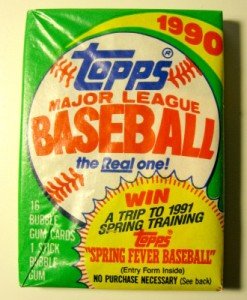 1990
TOPPS®
MAJOR LEAGUE
BASEBALL
the Real one!
16
BUBBLE
GUM CARDS
1 STICK
BUBBLE
GUM
WIN
A TRIP TO 1991
SPRING TRAINING
TOPPS
"SPRING FEVER BASEBALL"
(Entry Form Inside)
NO PURCHASE NECESSARY (See back)